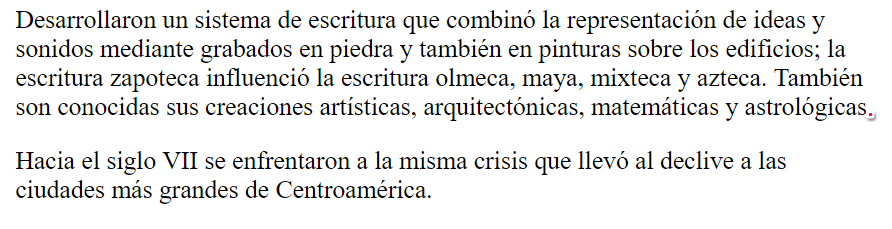 Desarrollaron un sistema de escritura que combinó la representación de ideas y
sonidos mediante grabados en piedra y también en pinturas sobre los edificios; la
escritura zapoteca influenció la escritura olmeca, maya, mixteca y azteca. También
son conocidas sus creaciones artísticas, arquitectónicas, matemáticas y astrológicas.
Hacia el siglo VII se enfrentaron a la misma crisis que llevó al declive a las
ciudades más grandes de Centroamérica.